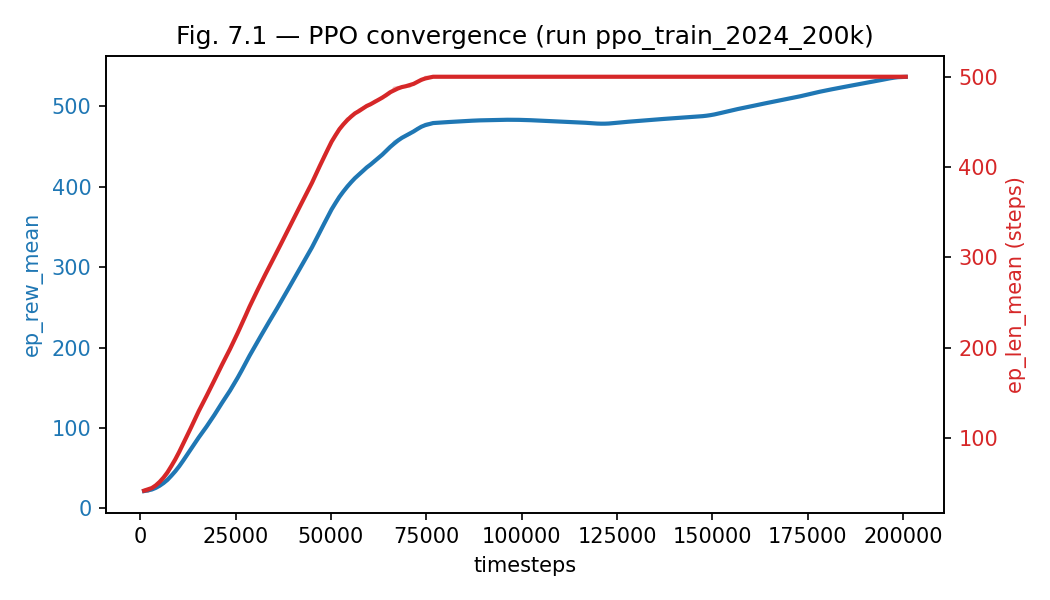 Fig. 7.1 — PPO convergence (run ppo_train_2024_200k)
ep_rew_mean
500
400
300
200
100
0
500
400
300
200
100
ep_len_mean (steps)
0 25000 50000 75000 100000 125000 150000 175000 200000
timesteps